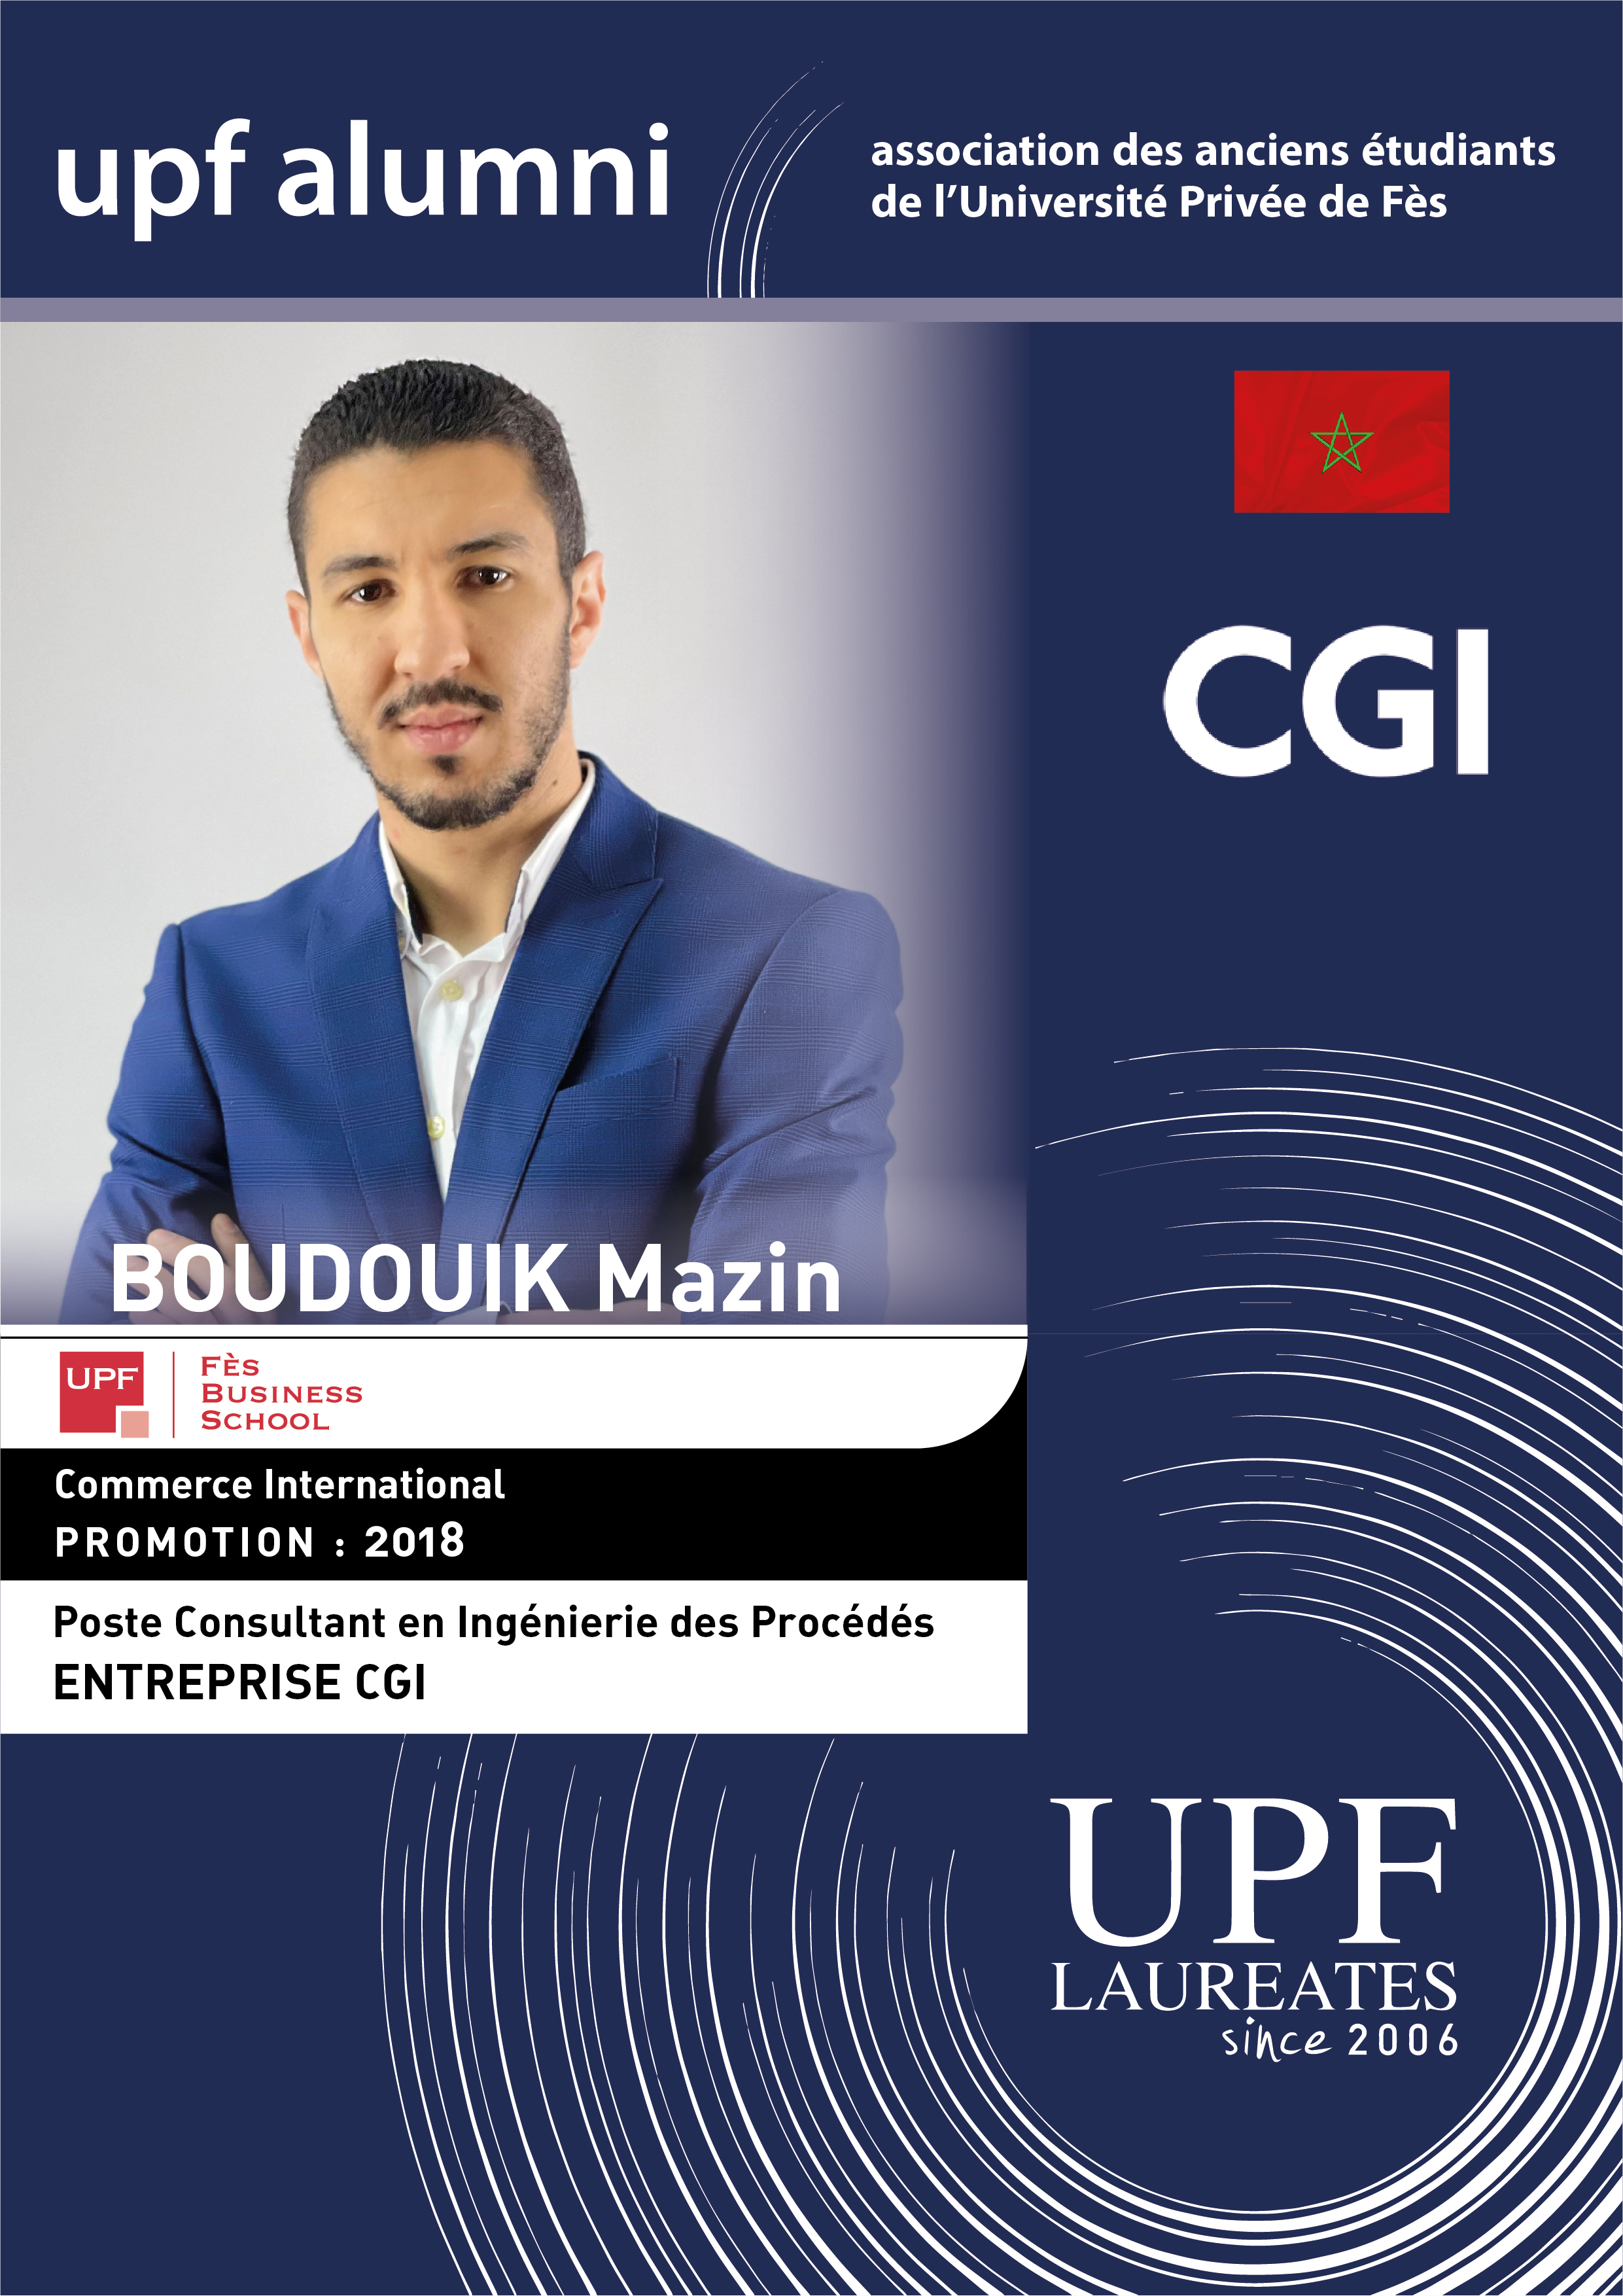 upf alumni
association des anciens étudiants
de l’Université Privée de Fès
CGI
BOUDOUIK Mazin
UPF
FÈS
BUSINESS
SCHOOL
Commerce International
PROMOTION : 2018
Poste Consultant en Ingénierie des Procédés
ENTREPRISE CGI
UPF
LAUREATES
since 2006